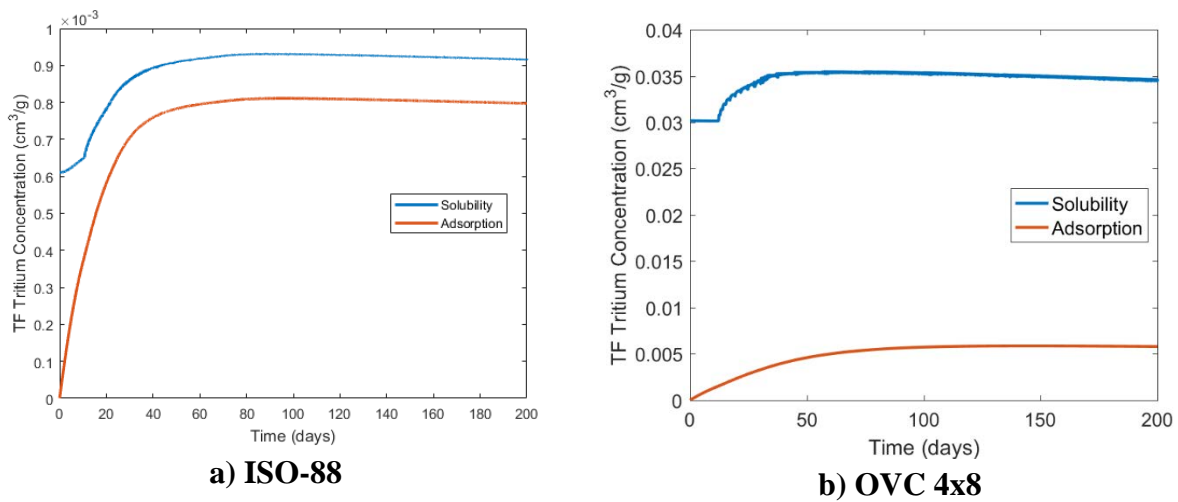 ×10⁻³
1
0.9
0.8
0.7
0.6
0.5
0.4
0.3
0.2
0.1
0
TF Tritium Concentration (cm³/g)
Solubility
Adsorption
0 20 40 60 80 100 120 140 160 180 200
Time (days)
a) ISO-88
0.04
0.035
0.03
0.025
0.02
0.015
0.01
0.005
0
TF Tritium Concentration (cm³/g)
Solubility
Adsorption
0 50 100 150 200
Time (days)
b) OVC 4x8